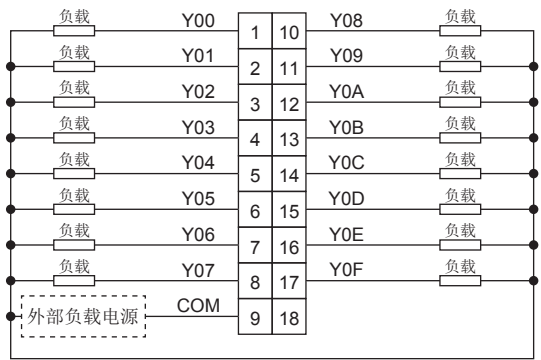 负载 Y00 1 10 Y08 负载
负载 Y01 2 11 Y09 负载
负载 Y02 3 12 Y0A 负载
负载 Y03 4 13 Y0B 负载
负载 Y04 5 14 Y0C 负载
负载 Y05 6 15 Y0D 负载
负载 Y06 7 16 Y0E 负载
负载 Y07 8 17 Y0F 负载
外部负载电源 COM 9 18